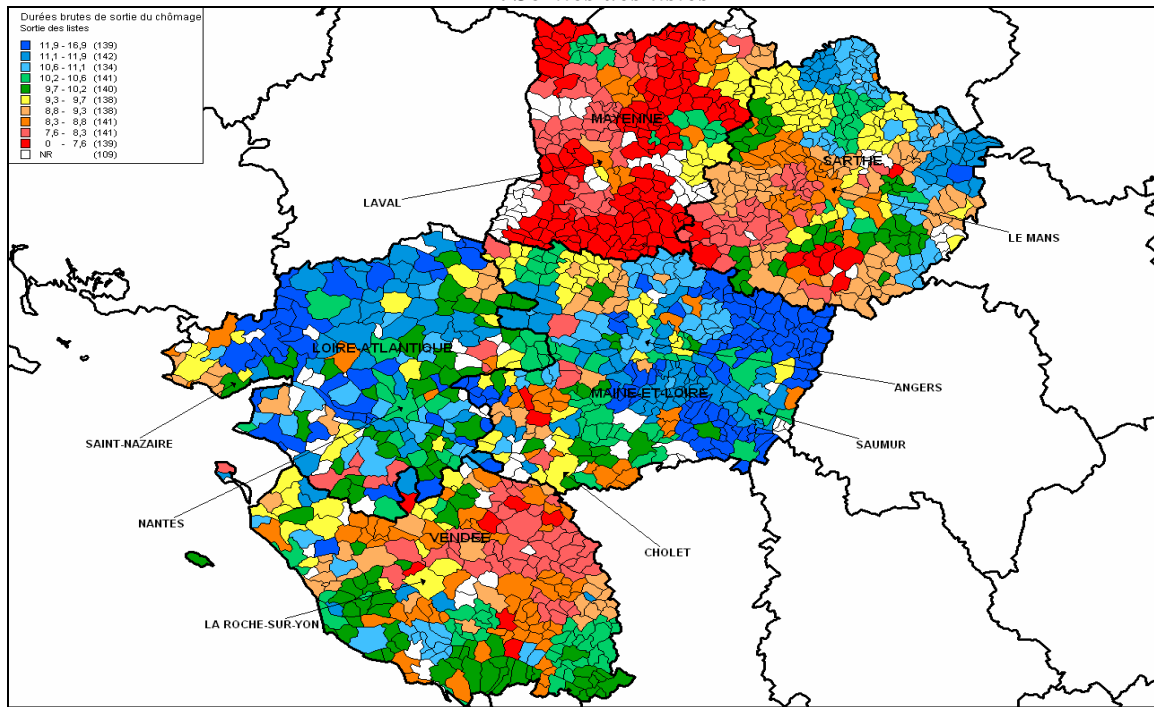 Durées brutes de sortie du chômage
Sortie des listes
11,9 - 16,9 (139)
11,1 - 11,9 (142)
10,6 - 11,1 (134)
10,2 - 10,6 (141)
9,7 - 10,2 (140)
9,3 - 9,7 (138)
8,8 - 9,3 (138)
8,3 - 8,8 (141)
7,6 - 8,3 (141)
0 - 7,6 (139)
NR (109)
MAYENNE
SARTHE
LAVAL
LE MANS
LOIRE-ATLANTIQUE
MAINE-ET-LOIRE
ANGERS
SAINT-NAZAIRE
SAUMUR
NANTES
VENDEE
CHOLET
LA ROCHE-SUR-YON